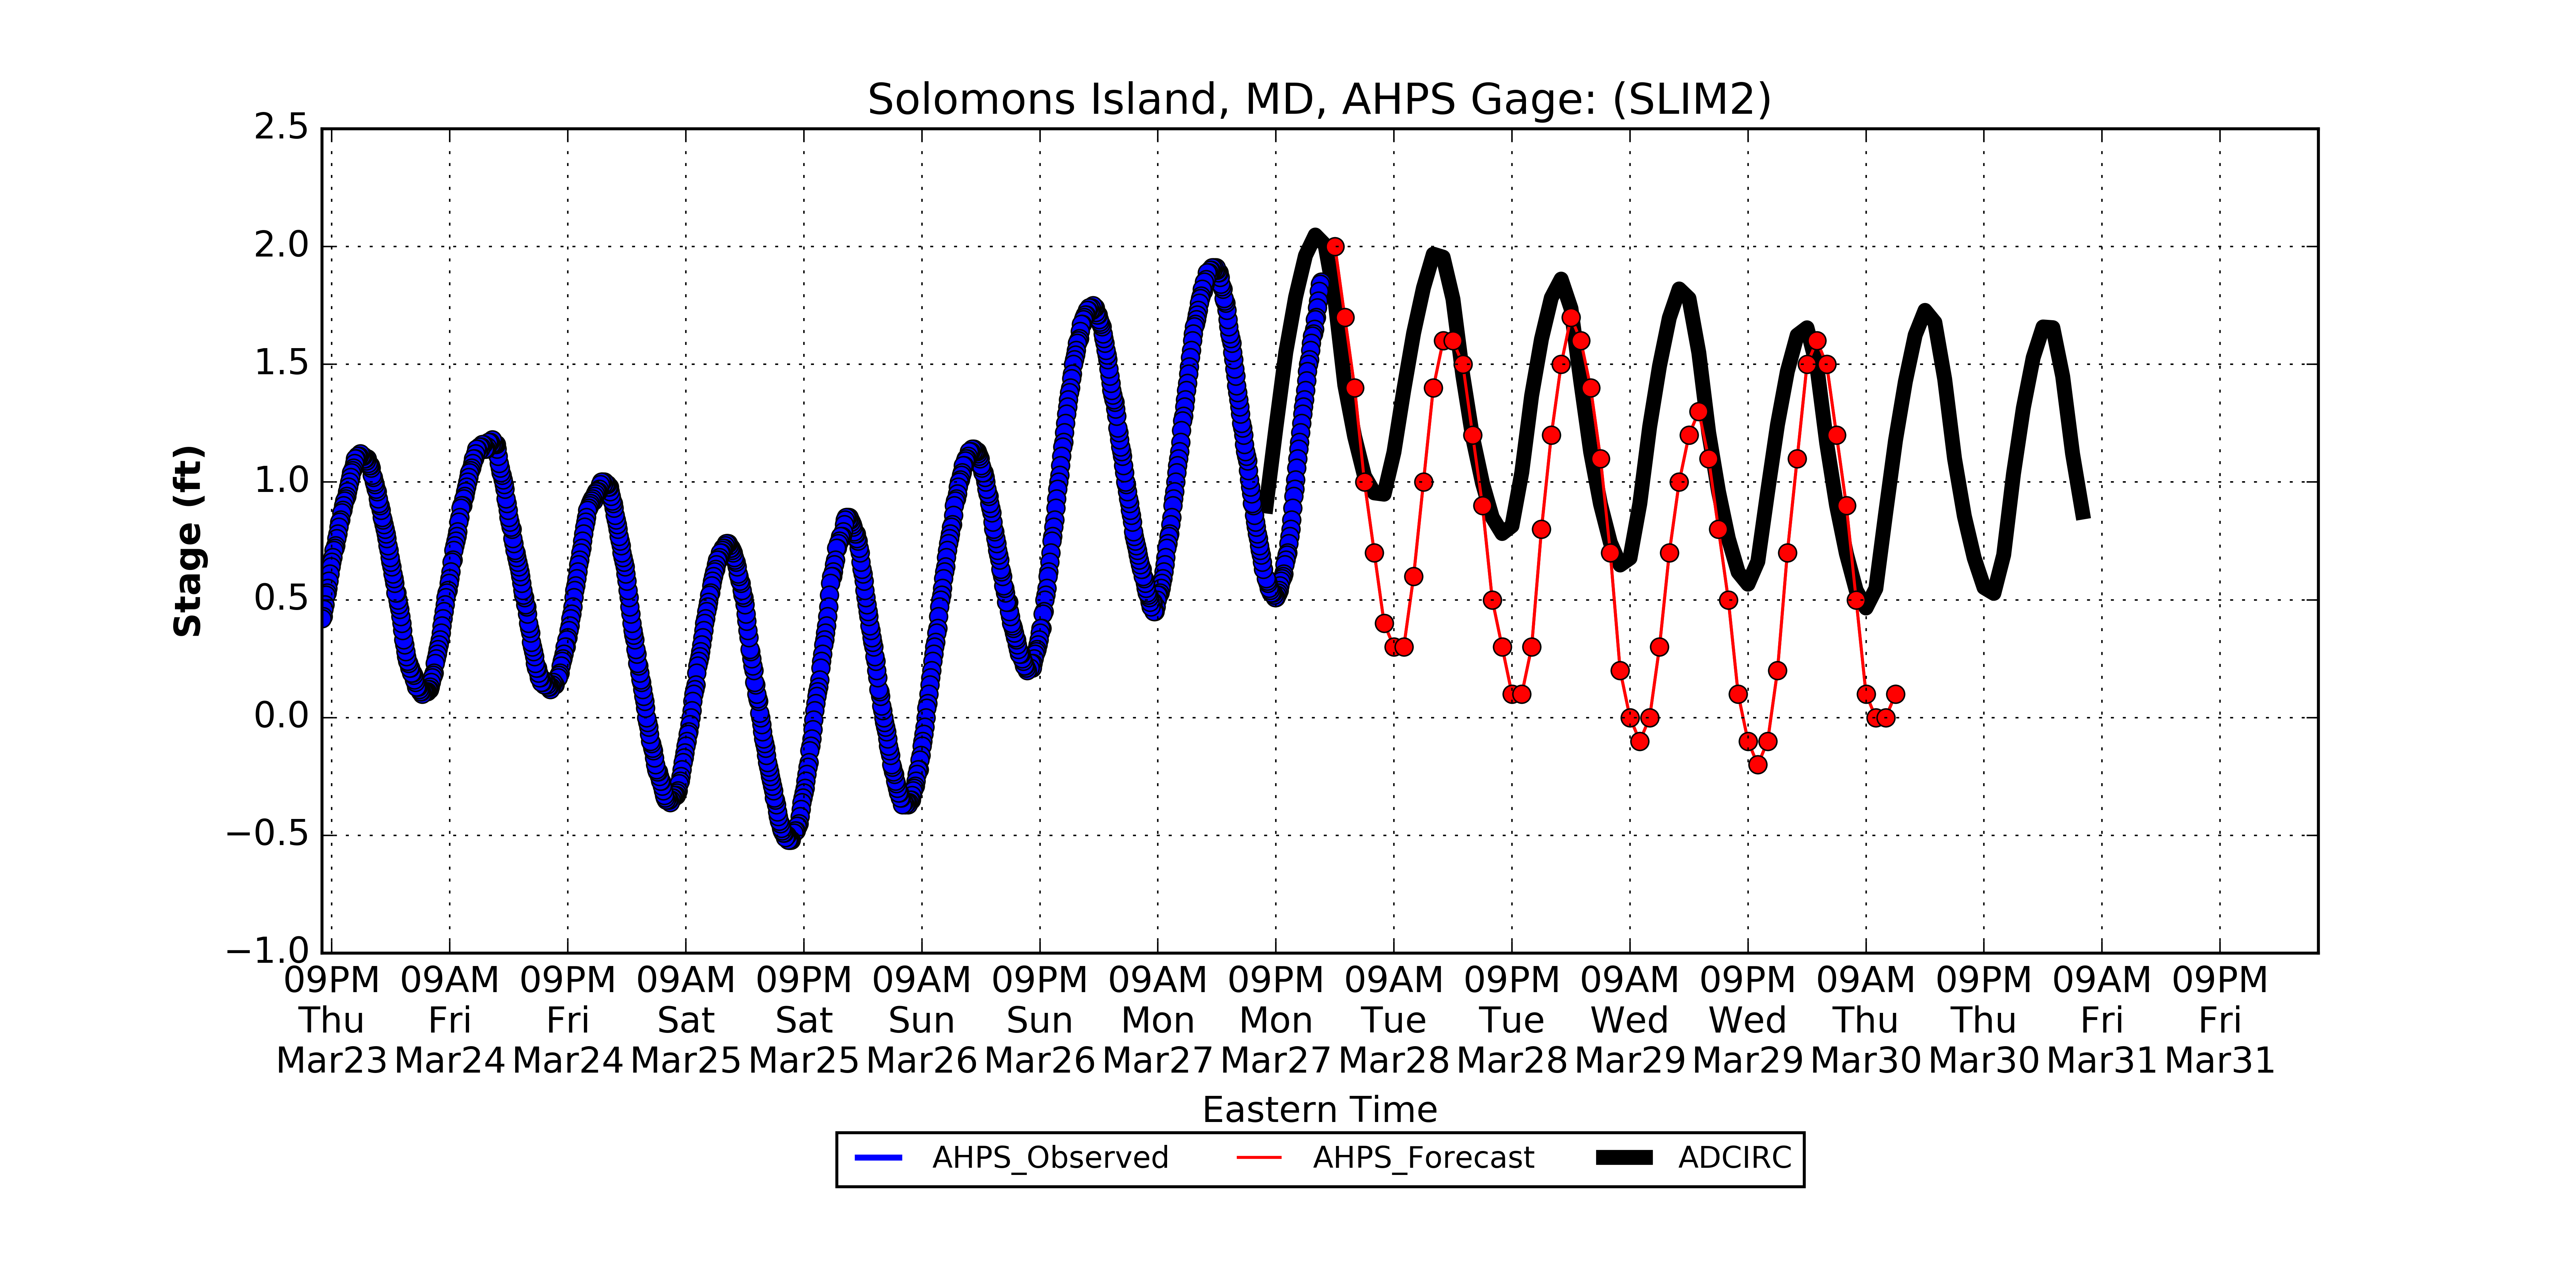 Solomons Island, MD, AHPS Gage: (SLIM2)
2.5
2.0
1.5
1.0
0.5
0.0
−0.5
−1.0
Stage (ft)
09PM 09AM 09PM 09AM 09PM 09AM 09PM 09AM 09PM 09AM 09PM 09AM 09PM 09AM 09PM 09AM 09PM
Thu Fri Fri Sat Sat Sun Sun Mon Mon Tue Tue Wed Wed Thu Thu Fri Fri
Mar23 Mar24 Mar24 Mar25 Mar25 Mar26 Mar26 Mar27 Mar27 Mar28 Mar28 Mar29 Mar29 Mar30 Mar30 Mar31 Mar31
Eastern Time
AHPS_Observed AHPS_Forecast ADCIRC